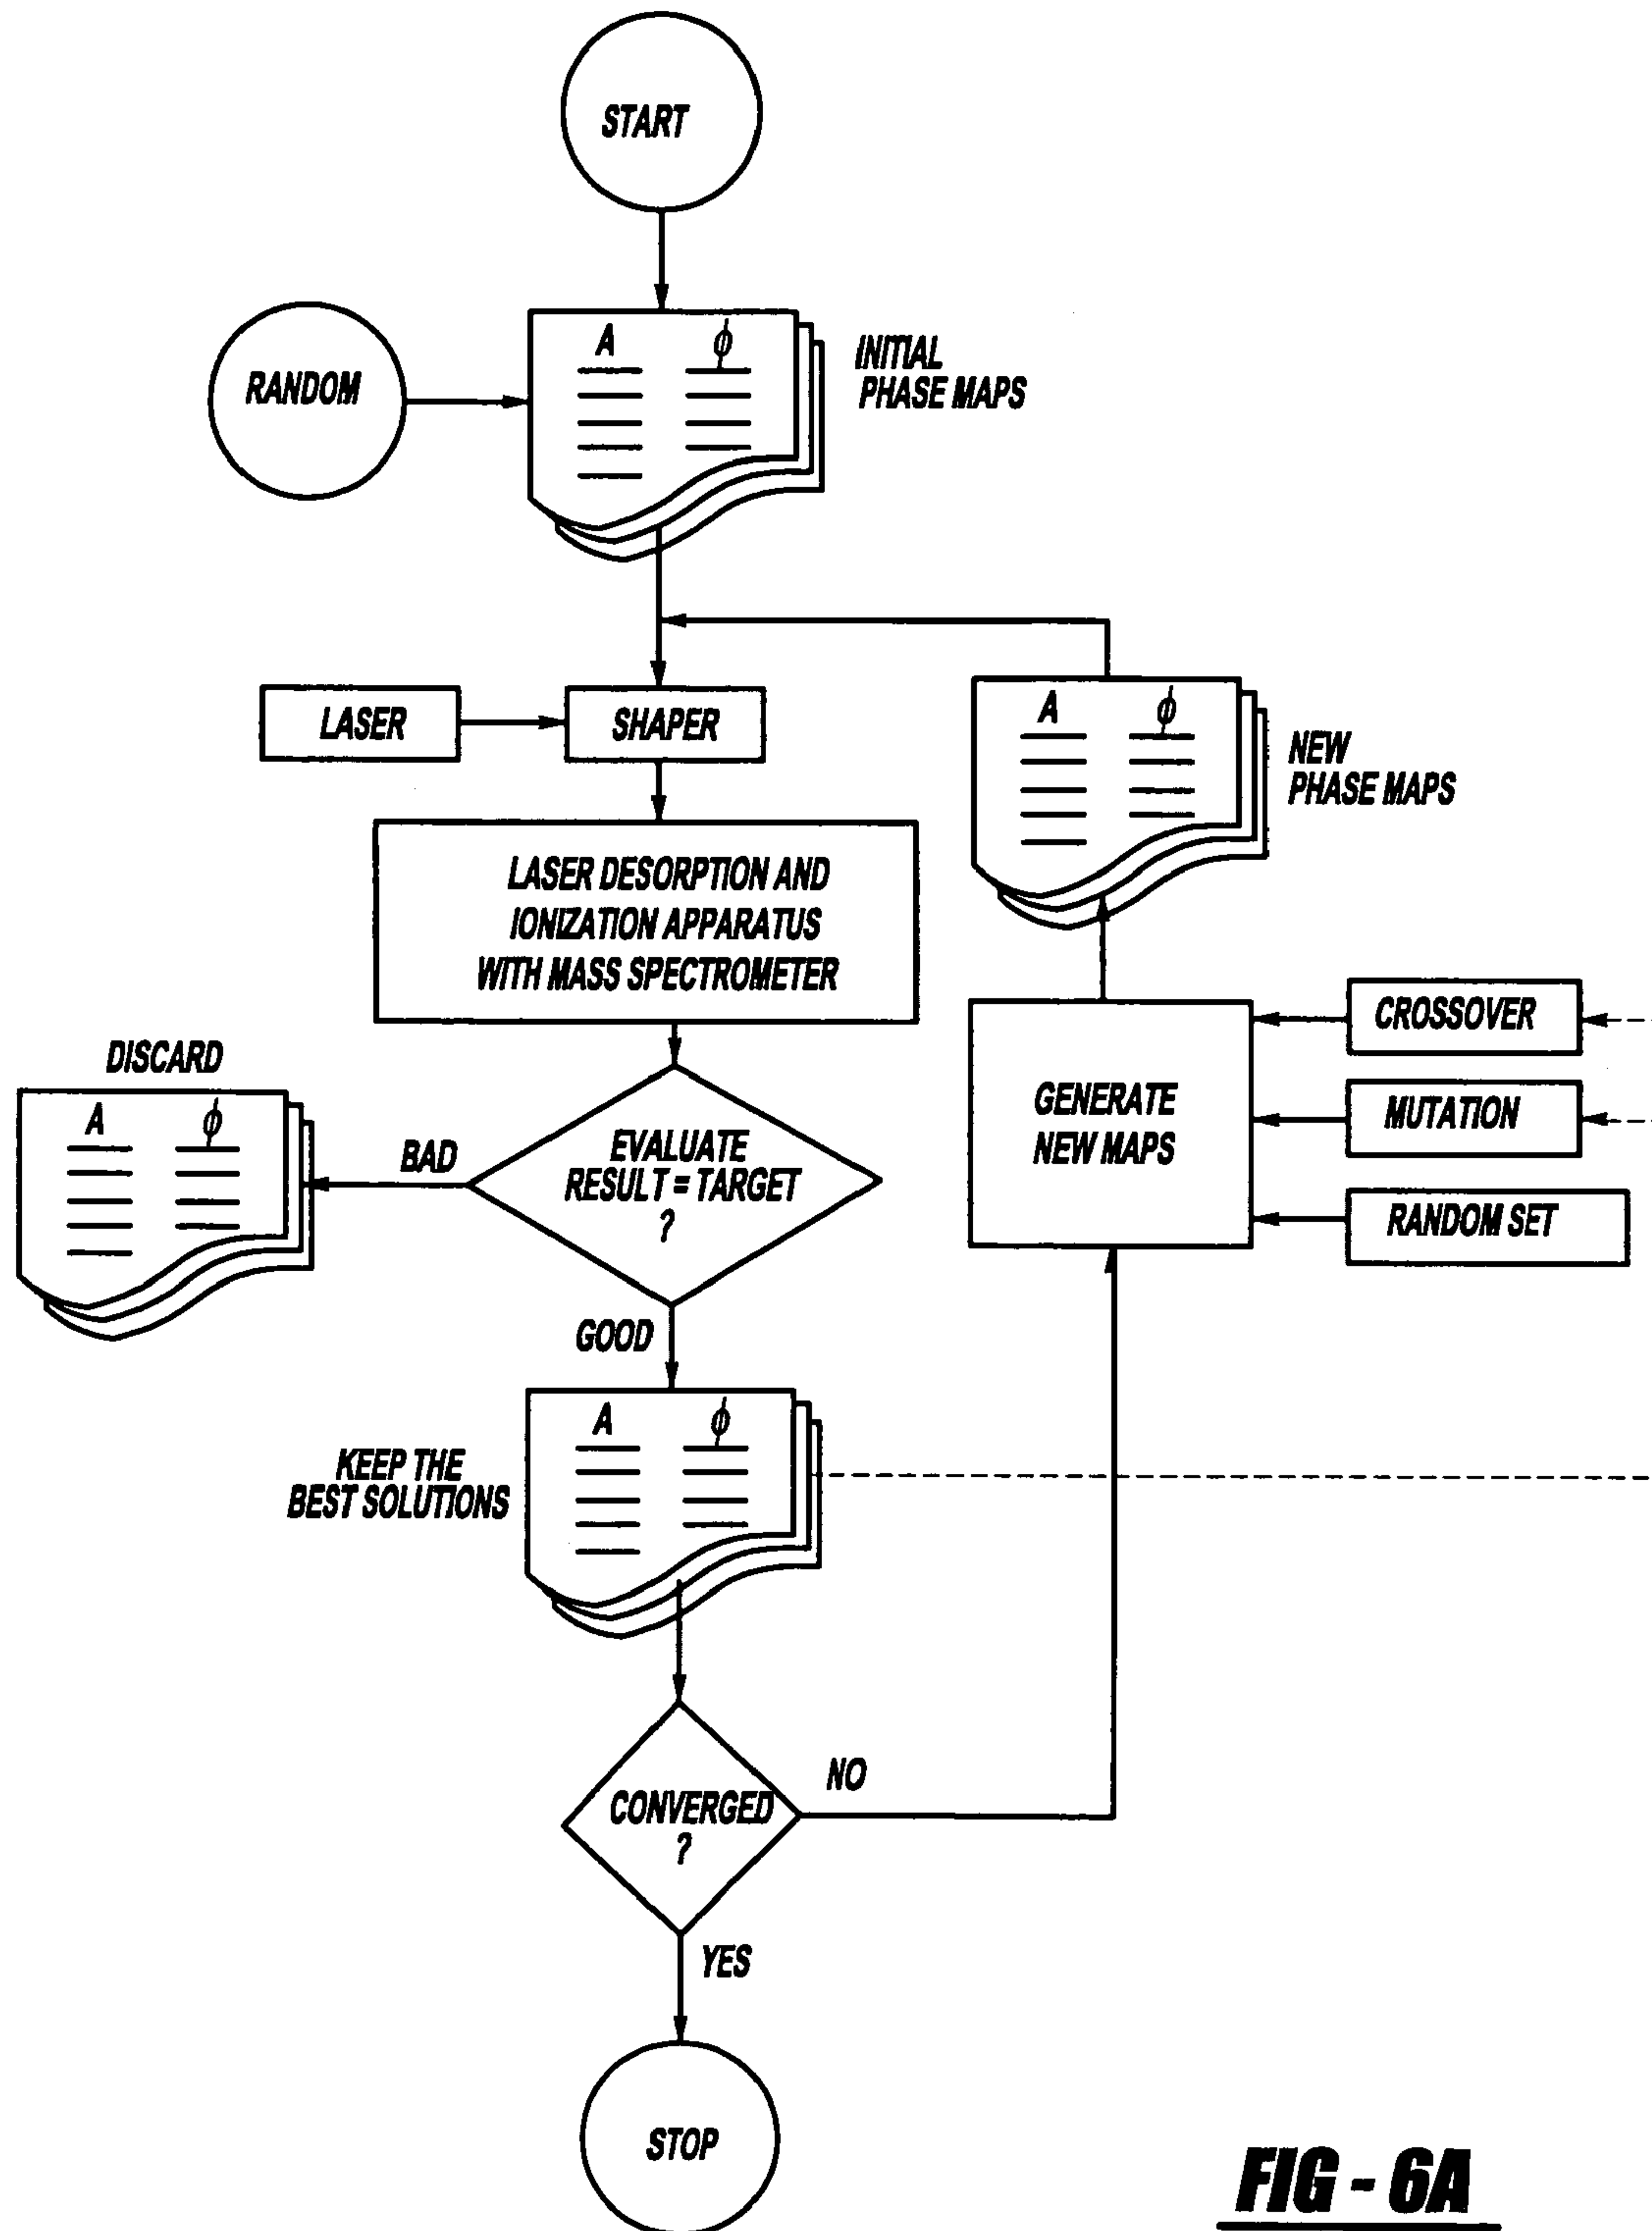 START
RANDOM
A ϕ
INITIAL
PHASE MAPS
LASER
SHAPER
A ϕ
NEW
PHASE MAPS
LASER DESORPTION AND
IONIZATION APPARATUS
WITH MASS SPECTROMETER
CROSSOVER
GENERATE
NEW MAPS
MUTATION
RANDOM SET
DISCARD
A ϕ
BAD
EVALUATE
RESULT = TARGET
?
GOOD
A ϕ
KEEP THE
BEST SOLUTIONS
CONVERGED
?
NO
YES
STOP
FIG - 6A